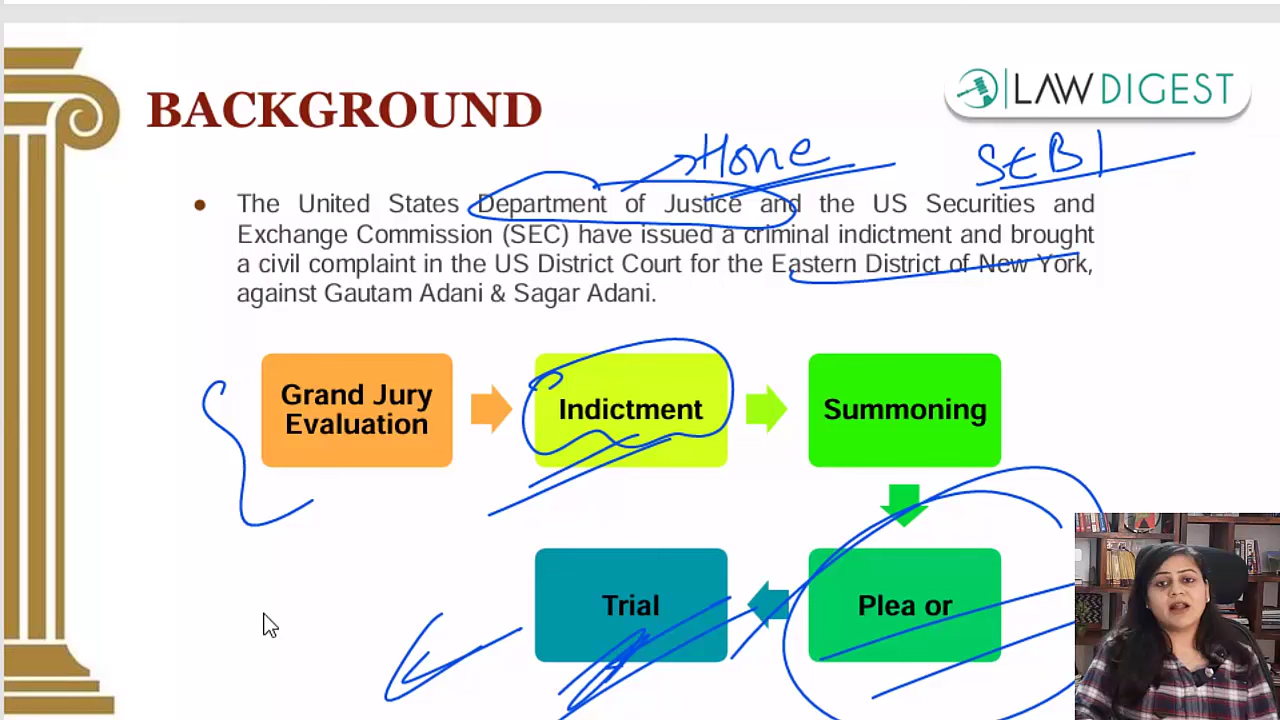 LAW DIGEST
BACKGROUND
Home
SEBI
The United States Department of Justice and the US Securities and
Exchange Commission (SEC) have issued a criminal indictment and brought
a civil complaint in the US District Court for the Eastern District of New York,
against Gautam Adani & Sagar Adani.
Grand Jury
Evaluation
Indictment
Summoning
Trial
Plea or